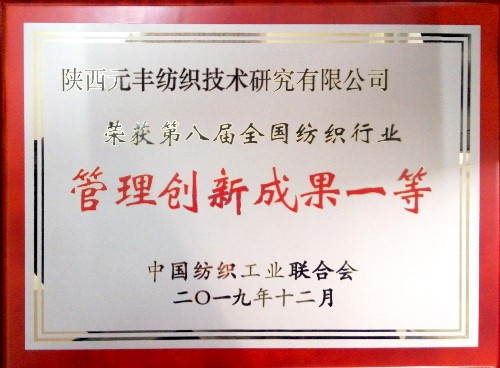 陕西元丰纺织技术研究有限公司
荣获第八届全国纺织行业
管理创新成果一等
中国纺织工业联合会
二〇一九年十二月